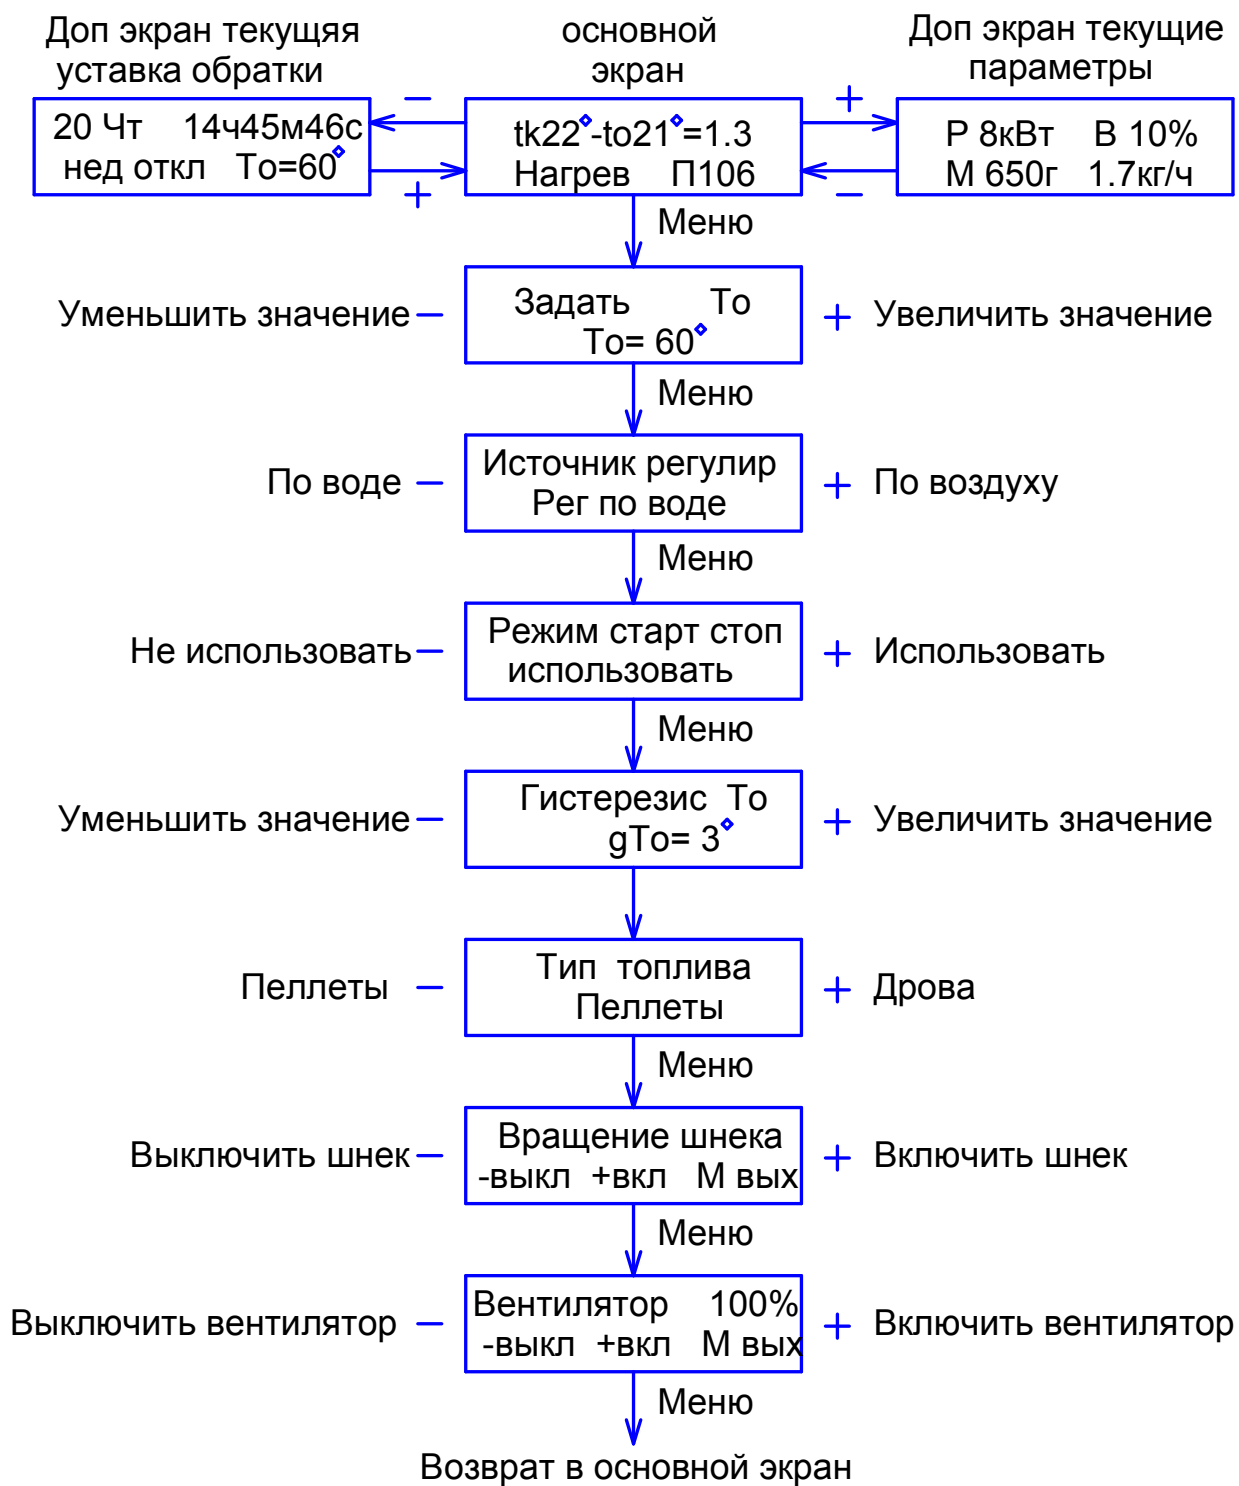 Доп экран текущяя
уставка обратки
основной
экран
Доп экран текущие
параметры
20 Чт 14ч45м46с
нед откл То=60°
−
+
tk22°-to21°=1.3
Нагрев П106
+
−
Р 8кВт В 10%
М 650г 1.7кг/ч
Меню
Уменьшить значение −
Задать То
То= 60°
+ Увеличить значение
Меню
По воде −
Источник регулир
Рег по воде
+ По воздуху
Меню
Не использовать −
Режим старт стоп
использовать
+ Использовать
Меню
Уменьшить значение −
Гистерезис То
gTo= 3°
+ Увеличить значение
Пеллеты −
Тип топлива
Пеллеты
+ Дрова
Меню
Выключить шнек −
Вращение шнека
-выкл +вкл М вых
+ Включить шнек
Меню
Выключить вентилятор −
Вентилятор 100%
-выкл +вкл М вых
+ Включить вентилятор
Меню
Возврат в основной экран